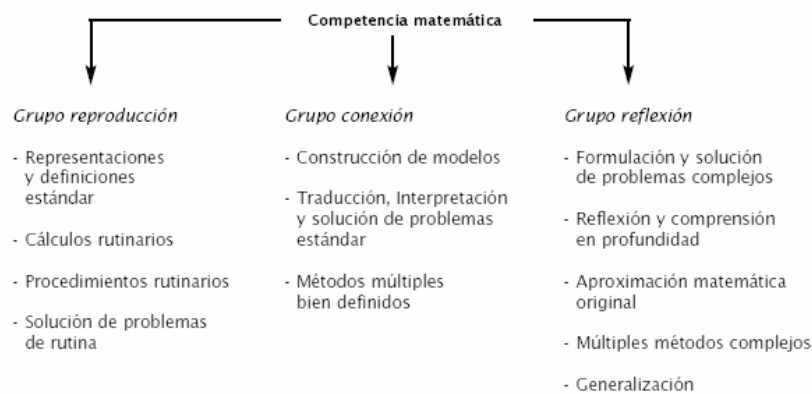 Competencia matemática
Grupo reproducción
- Representaciones
y definiciones
estándar
- Cálculos rutinarios
- Procedimientos rutinarios
- Solución de problemas
de rutina
Grupo conexión
- Construcción de modelos
- Traducción, Interpretación
y solución de problemas
estándar
- Métodos múltiples
bien definidos
Grupo reflexión
- Formulación y solución
de problemas complejos
- Reflexión y comprensión
en profundidad
- Aproximación matemática
original
- Múltiples métodos complejos
- Generalización